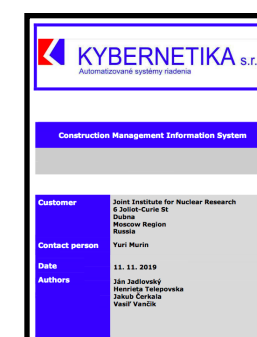 KYBERNETIKA s.r.
Automatizované systémy riadenia
Construction Management Information System
Customer
Joint Institute for Nuclear Research
6 Joliot-Curie St
Dubna
Moscow Region
Russia
Contact person
Yuri Murin
Date
11. 11. 2019
Authors
Ján Jadlovský
Henrieta Telepovska
Jakub Čerkala
Vasiľ Vančík